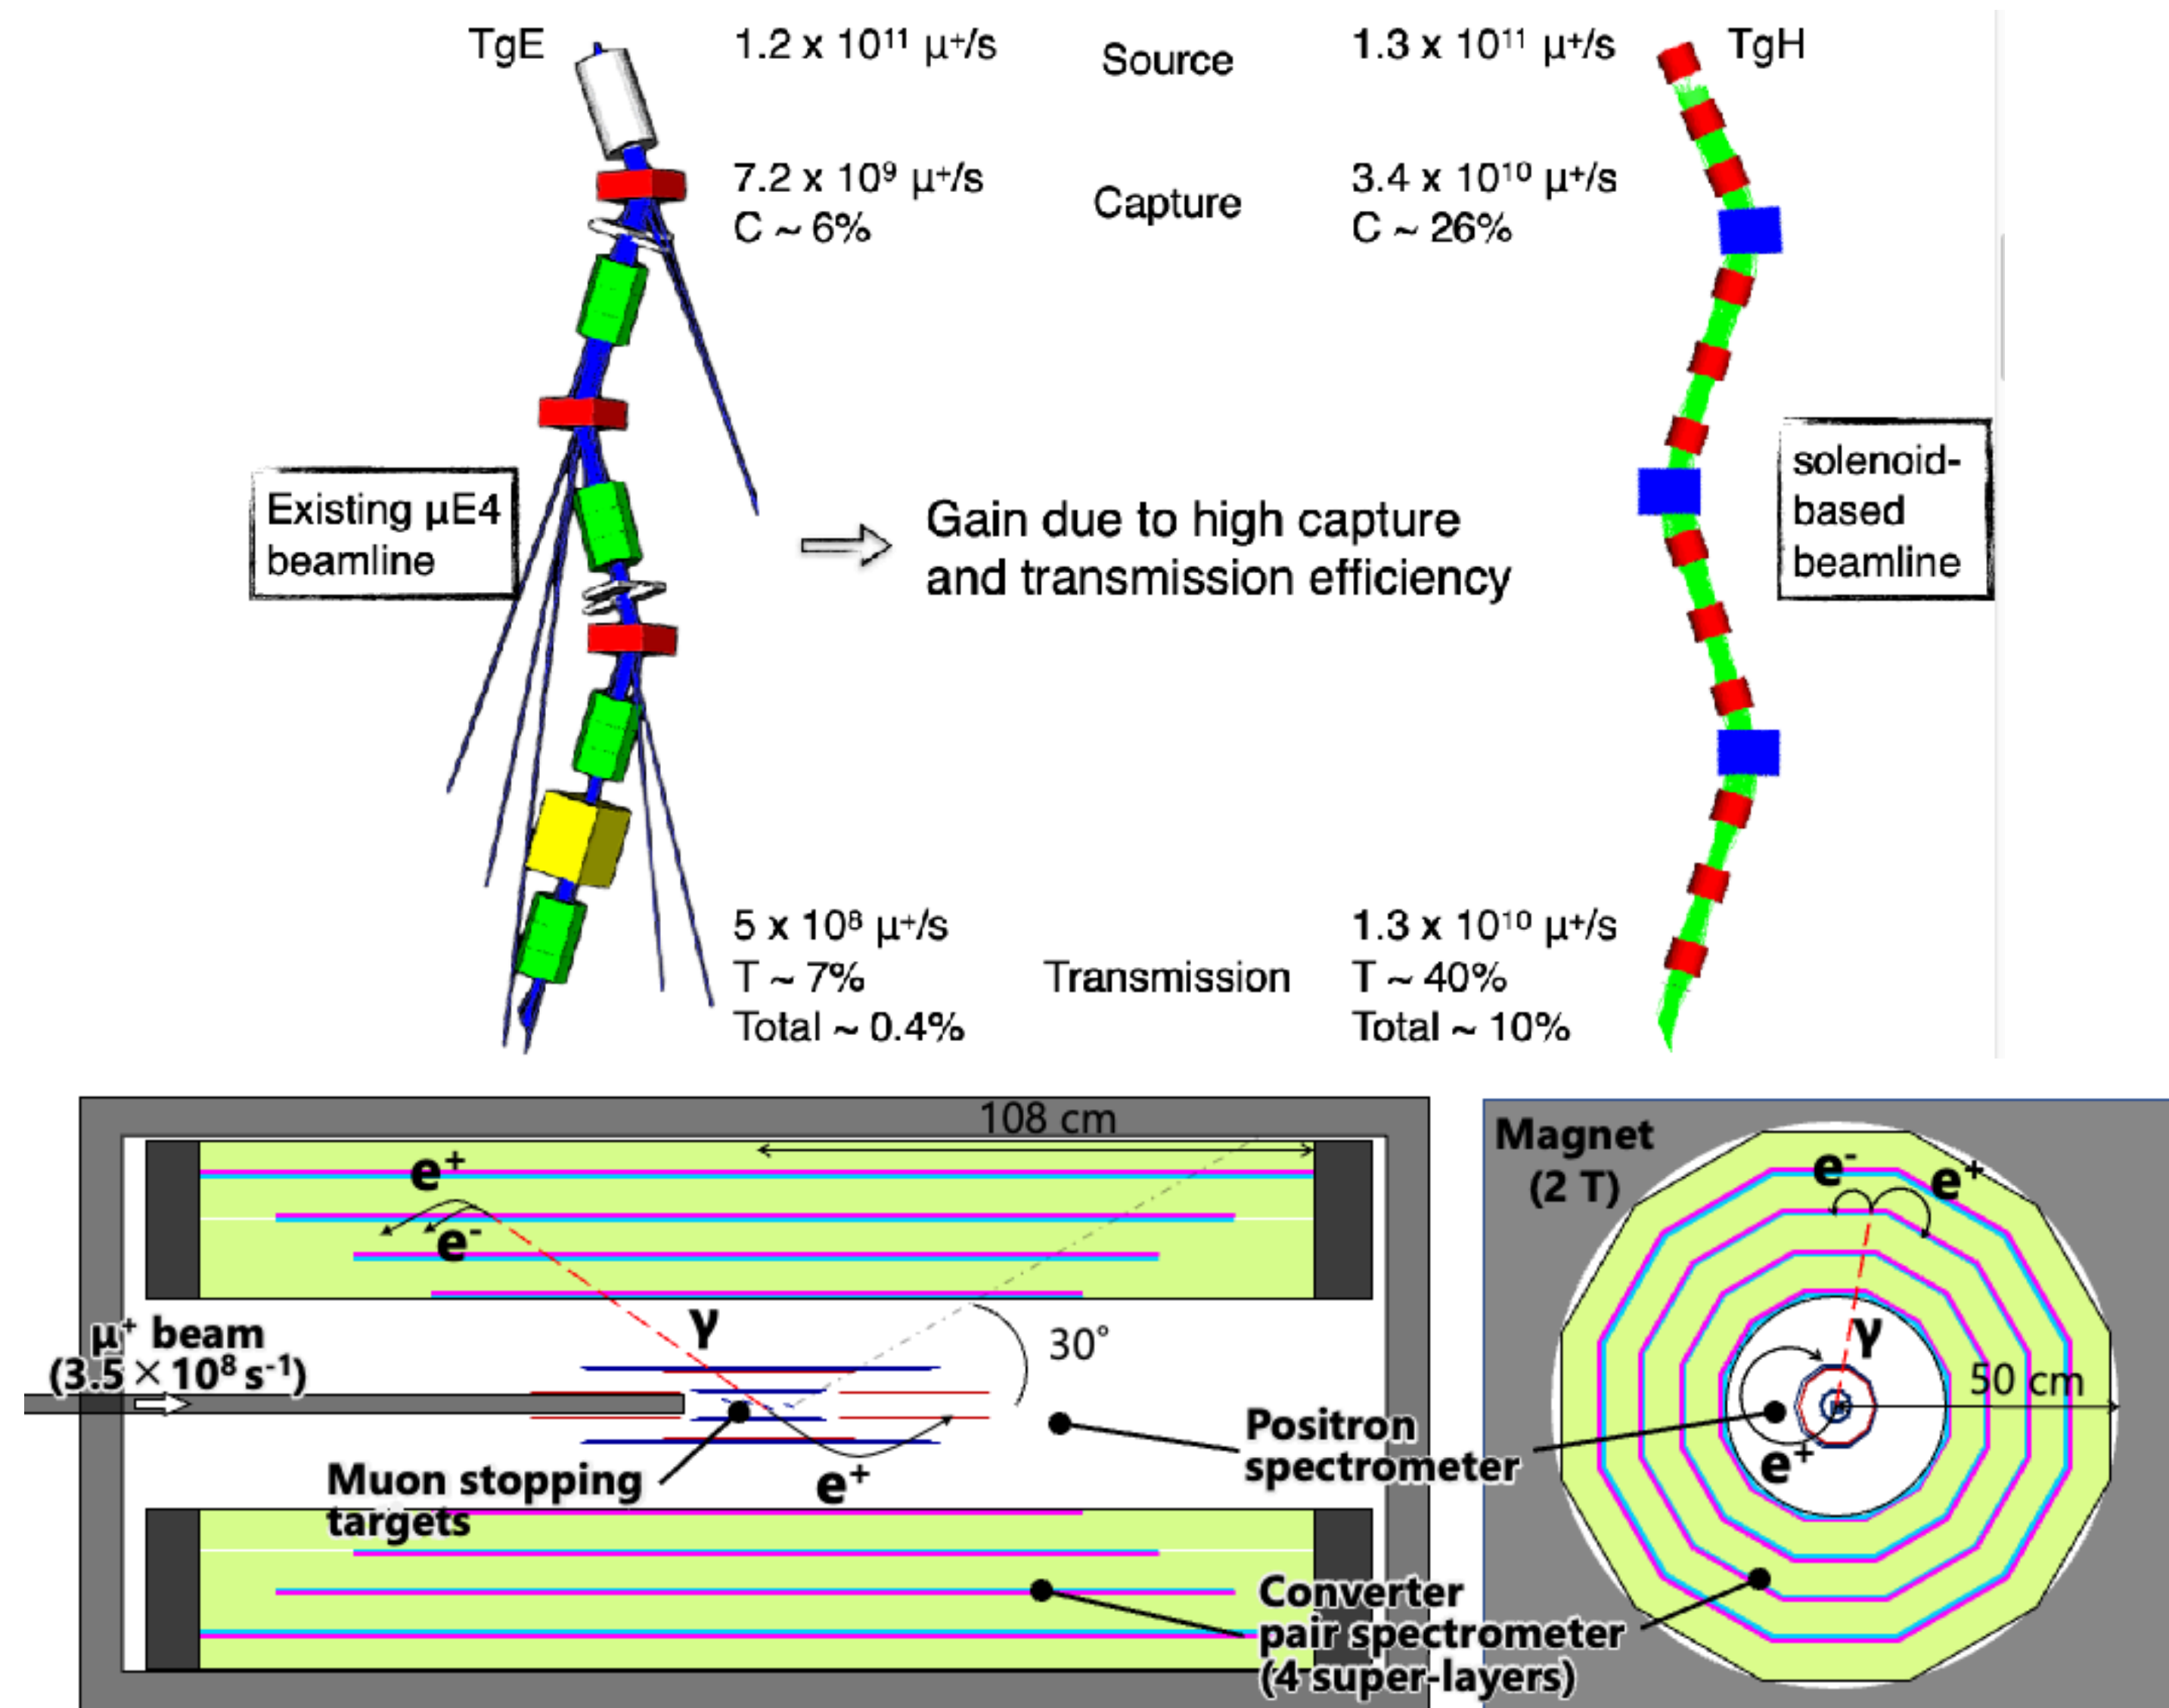 TgE
1.2 x 10¹¹ μ⁺/s
Source
1.3 x 10¹¹ μ⁺/s
TgH
7.2 x 10⁹ μ⁺/s
C ~ 6%
Capture
3.4 x 10¹⁰ μ⁺/s
C ~ 26%
Existing μE4
beamline
Gain due to high capture
and transmission efficiency
solenoid-
based
beamline
5 x 10⁸ μ⁺/s
T ~ 7%
Total ~ 0.4%
Transmission
1.3 x 10¹⁰ μ⁺/s
T ~ 40%
Total ~ 10%
108 cm
e⁺
e⁻
γ
30°
μ⁺ beam
(3.5×10⁸ s⁻¹)
Muon stopping
targets
e⁺
Positron
spectrometer
Converter
pair spectrometer
(4 super-layers)
Magnet
(2 T)
e⁻
e⁺
γ
50 cm
e⁺